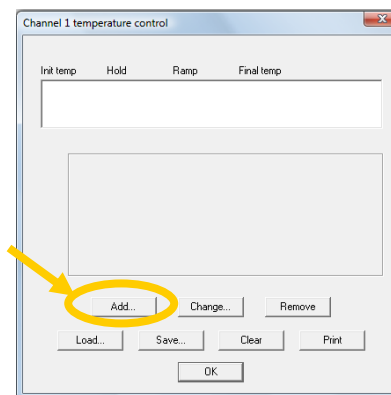 Channel 1 temperature control
Init temp Hold Ramp Final temp
Add... Change... Remove
Load... Save... Clear Print
OK